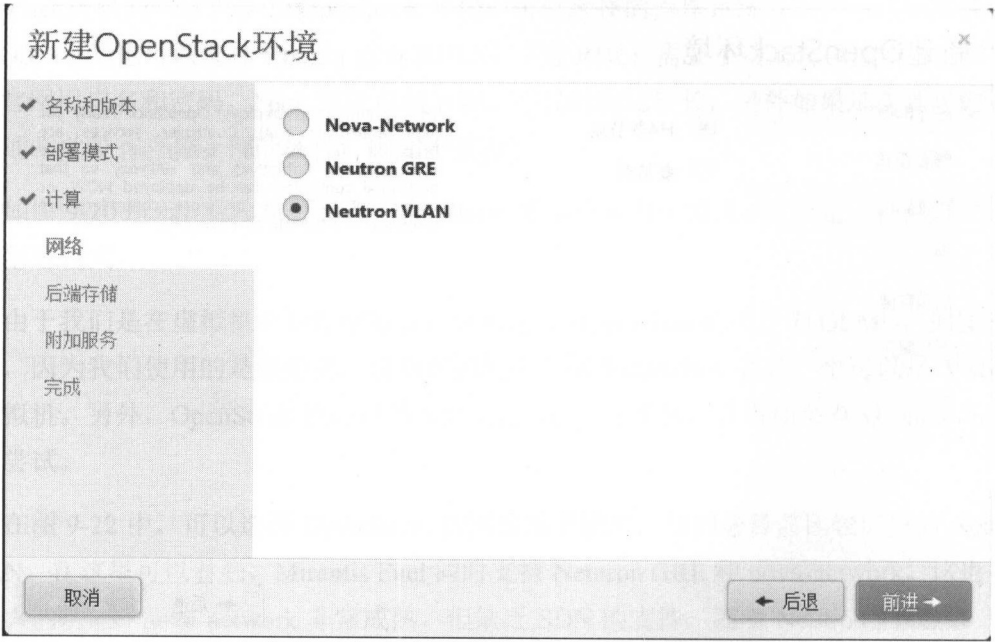 新建OpenStack环境
×
名称和版本
部署模式
计算
网络
后端存储
附加服务
完成
Nova-Network
Neutron GRE
Neutron VLAN
取消
后退
前进